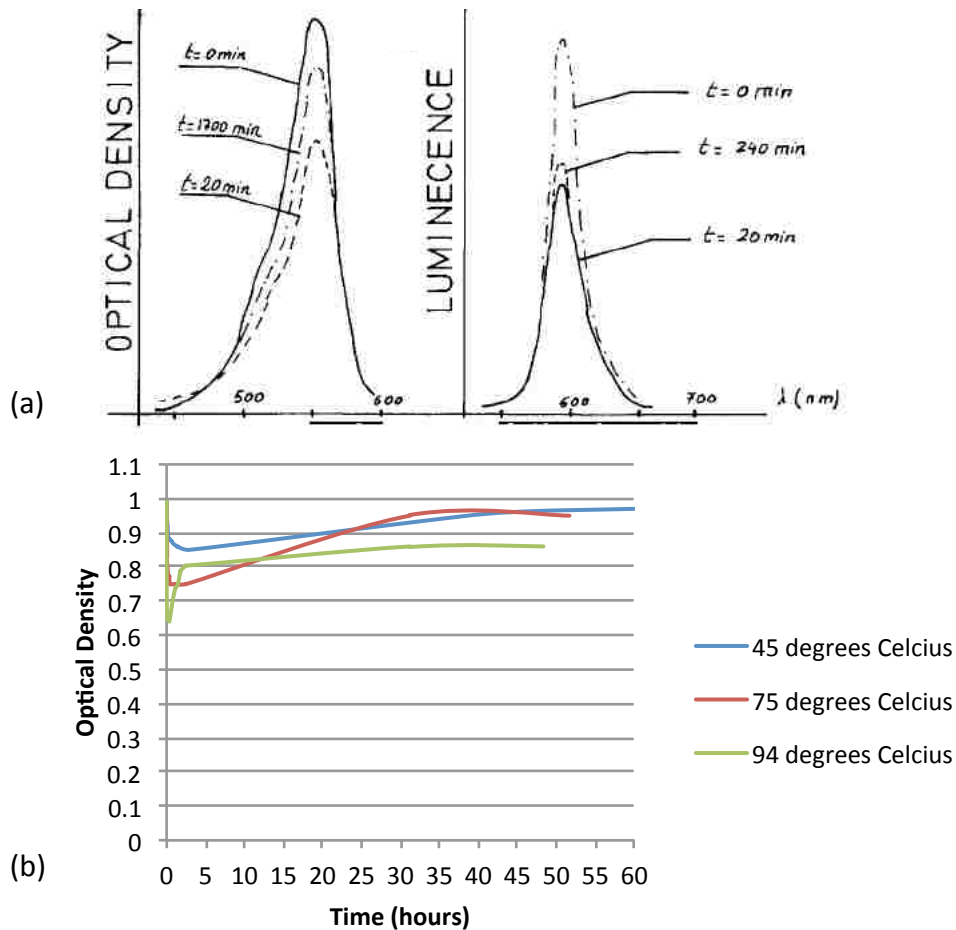 OPTICAL DENSITY
t=0min
t=1700 min
t=20min
500
600
LUMINECENCE
t=0 min
t=240 min
t=20min
600
700
λ (nm)
(a)
1.1
1
0.9
0.8
0.7
0.6
0.5
0.4
0.3
0.2
0.1
0
Optical Density
0 5 10 15 20 25 30 35 40 45 50 55 60
Time (hours)
45 degrees Celcius
75 degrees Celcius
94 degrees Celcius
(b)